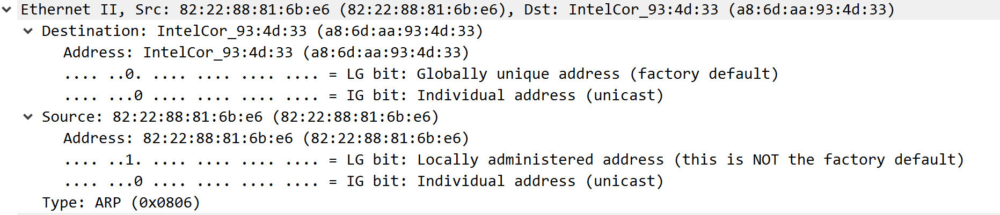 Ethernet II, Src: 82:22:88:81:6b:e6 (82:22:88:81:6b:e6), Dst: IntelCor_93:4d:33 (a8:6d:aa:93:4d:33)
Destination: IntelCor_93:4d:33 (a8:6d:aa:93:4d:33)
Address: IntelCor_93:4d:33 (a8:6d:aa:93:4d:33)
.... ..0. .... .... .... .... = LG bit: Globally unique address (factory default)
.... ...0 .... .... .... .... = IG bit: Individual address (unicast)
Source: 82:22:88:81:6b:e6 (82:22:88:81:6b:e6)
Address: 82:22:88:81:6b:e6 (82:22:88:81:6b:e6)
.... ..1. .... .... .... .... = LG bit: Locally administered address (this is NOT the factory default)
.... ...0 .... .... .... .... = IG bit: Individual address (unicast)
Type: ARP (0x0806)